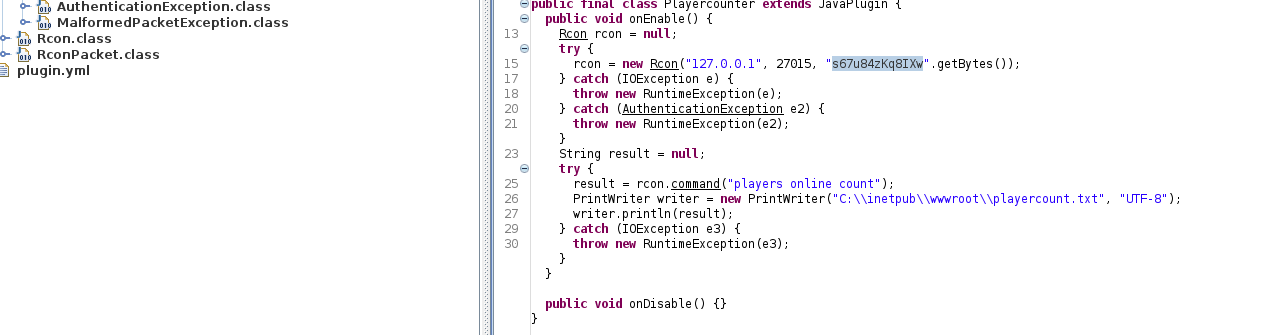 AuthenticationException.class
MalformedPacketException.class
Rcon.class
RconPacket.class
plugin.yml
public final class Playercounter extends JavaPlugin {
public void onEnable() {
13 Rcon rcon = null;
try {
15 rcon = new Rcon("127.0.0.1", 27015, "s67u84zKq8IXw".getBytes());
17 } catch (IOException e) {
18 throw new RuntimeException(e);
20 } catch (AuthenticationException e2) {
21 throw new RuntimeException(e2);
}
23 String result = null;
try {
25 result = rcon.command("players online count");
26 PrintWriter writer = new PrintWriter("C:\\inetpub\\wwwroot\\playercount.txt", "UTF-8");
27 writer.println(result);
29 } catch (IOException e3) {
30 throw new RuntimeException(e3);
}
}
public void onDisable() {}
}